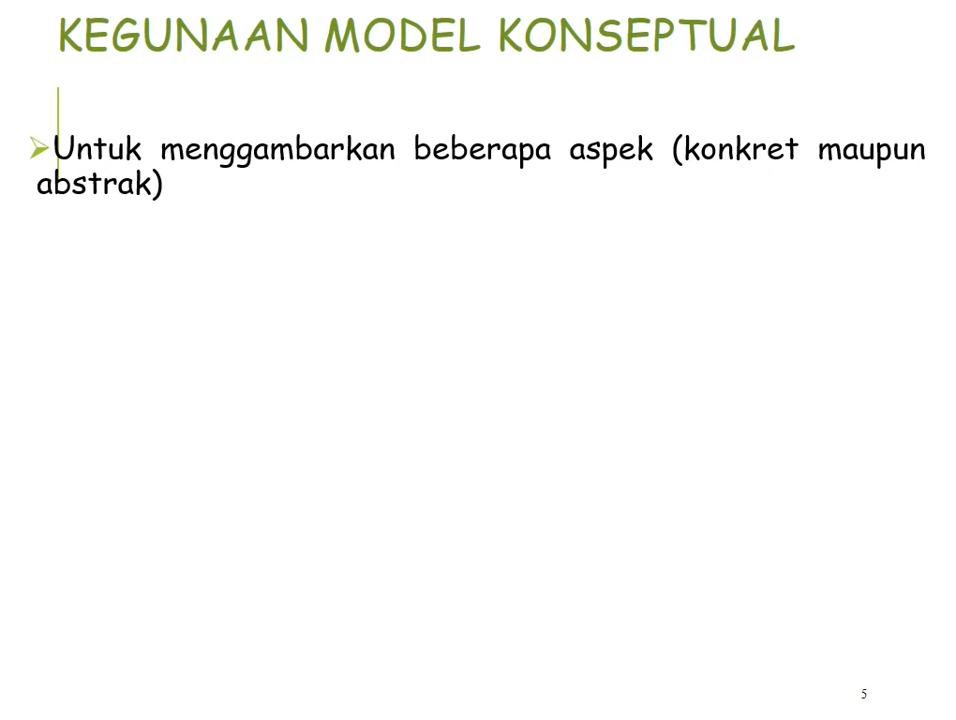 KEGUNAAN MODEL KONSEPTUAL
Untuk menggambarkan beberapa aspek (konkret maupun
abstrak)
5